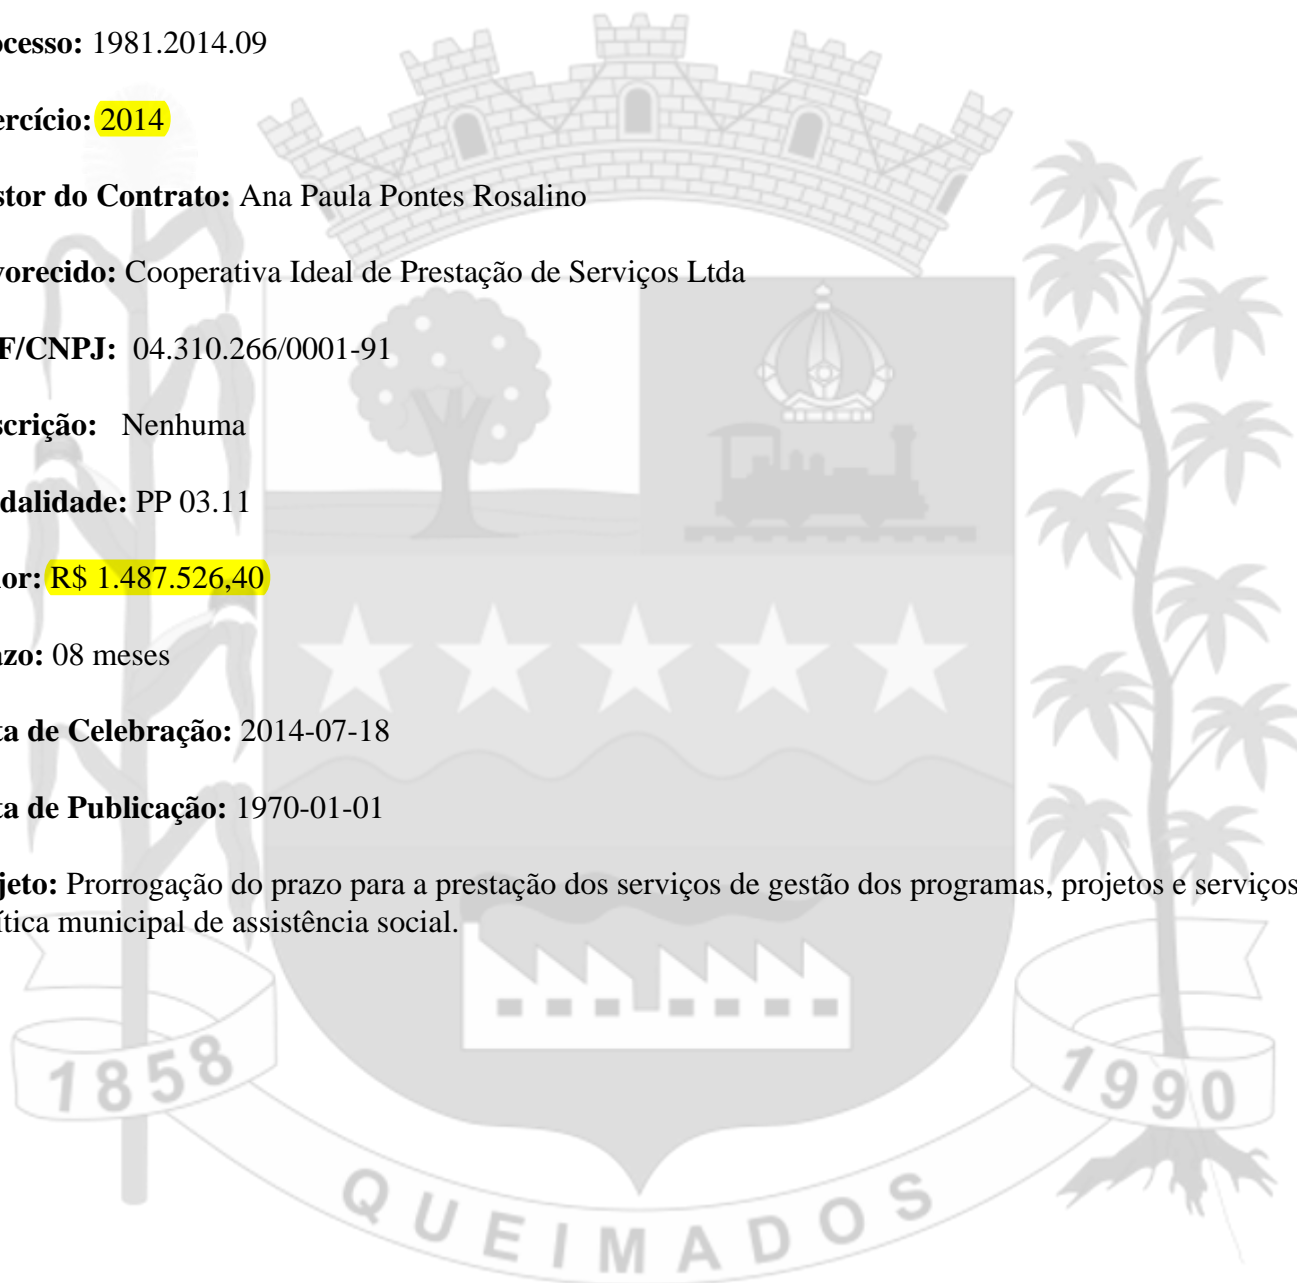 ocesso: 1981.2014.09
ercício: 2014
stor do Contrato: Ana Paula Pontes Rosalino
vorecido: Cooperativa Ideal de Prestação de Serviços Ltda
F/CNPJ: 04.310.266/0001-91
scrição: Nenhuma
dalidade: PP 03.11
lor: R$ 1.487.526,40
azo: 08 meses
ta de Celebração: 2014-07-18
ta de Publicação: 1970-01-01
jeto: Prorrogação do prazo para a prestação dos serviços de gestão dos programas, projetos e serviços
ítica municipal de assistência social.
1858
1990
QUEIMADOS